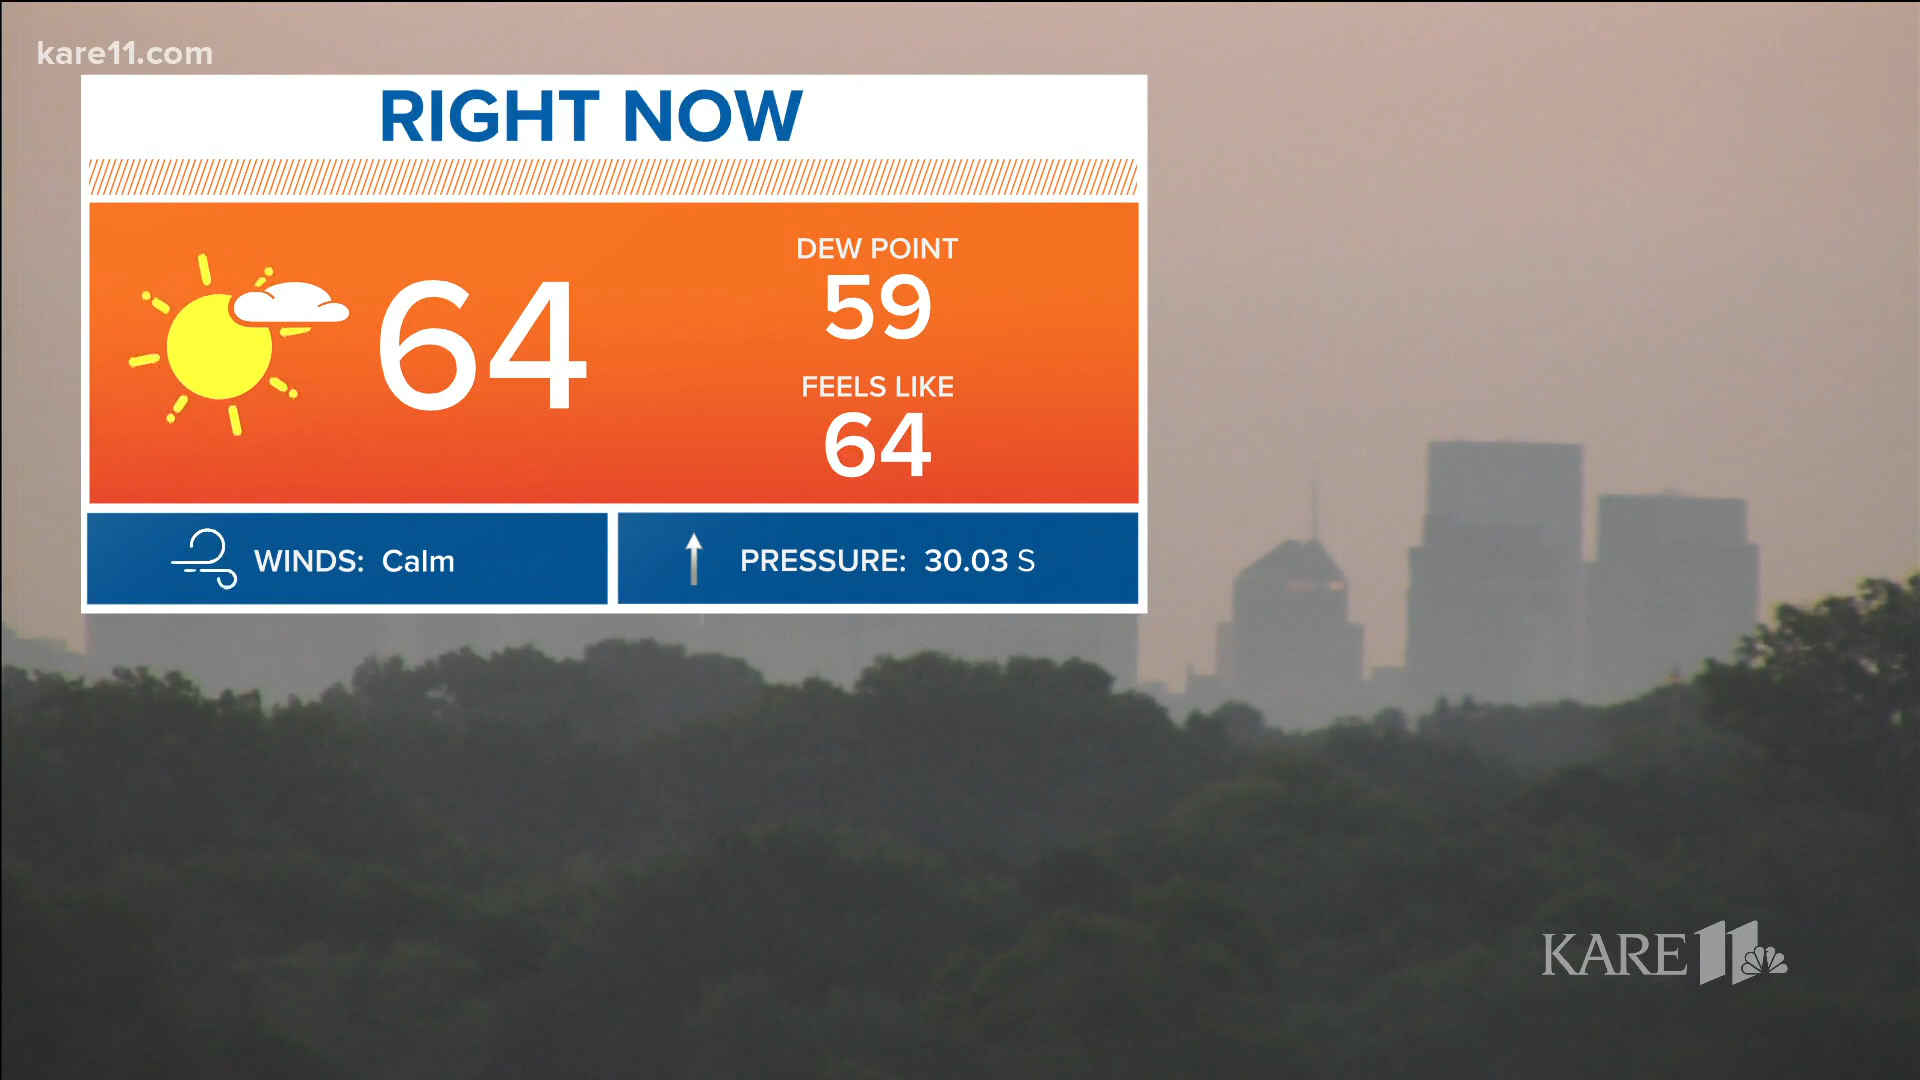 kare11.com
RIGHT NOW
64
DEW POINT
59
FEELS LIKE
64
WINDS: Calm
PRESSURE: 30.03 S
KARE 11